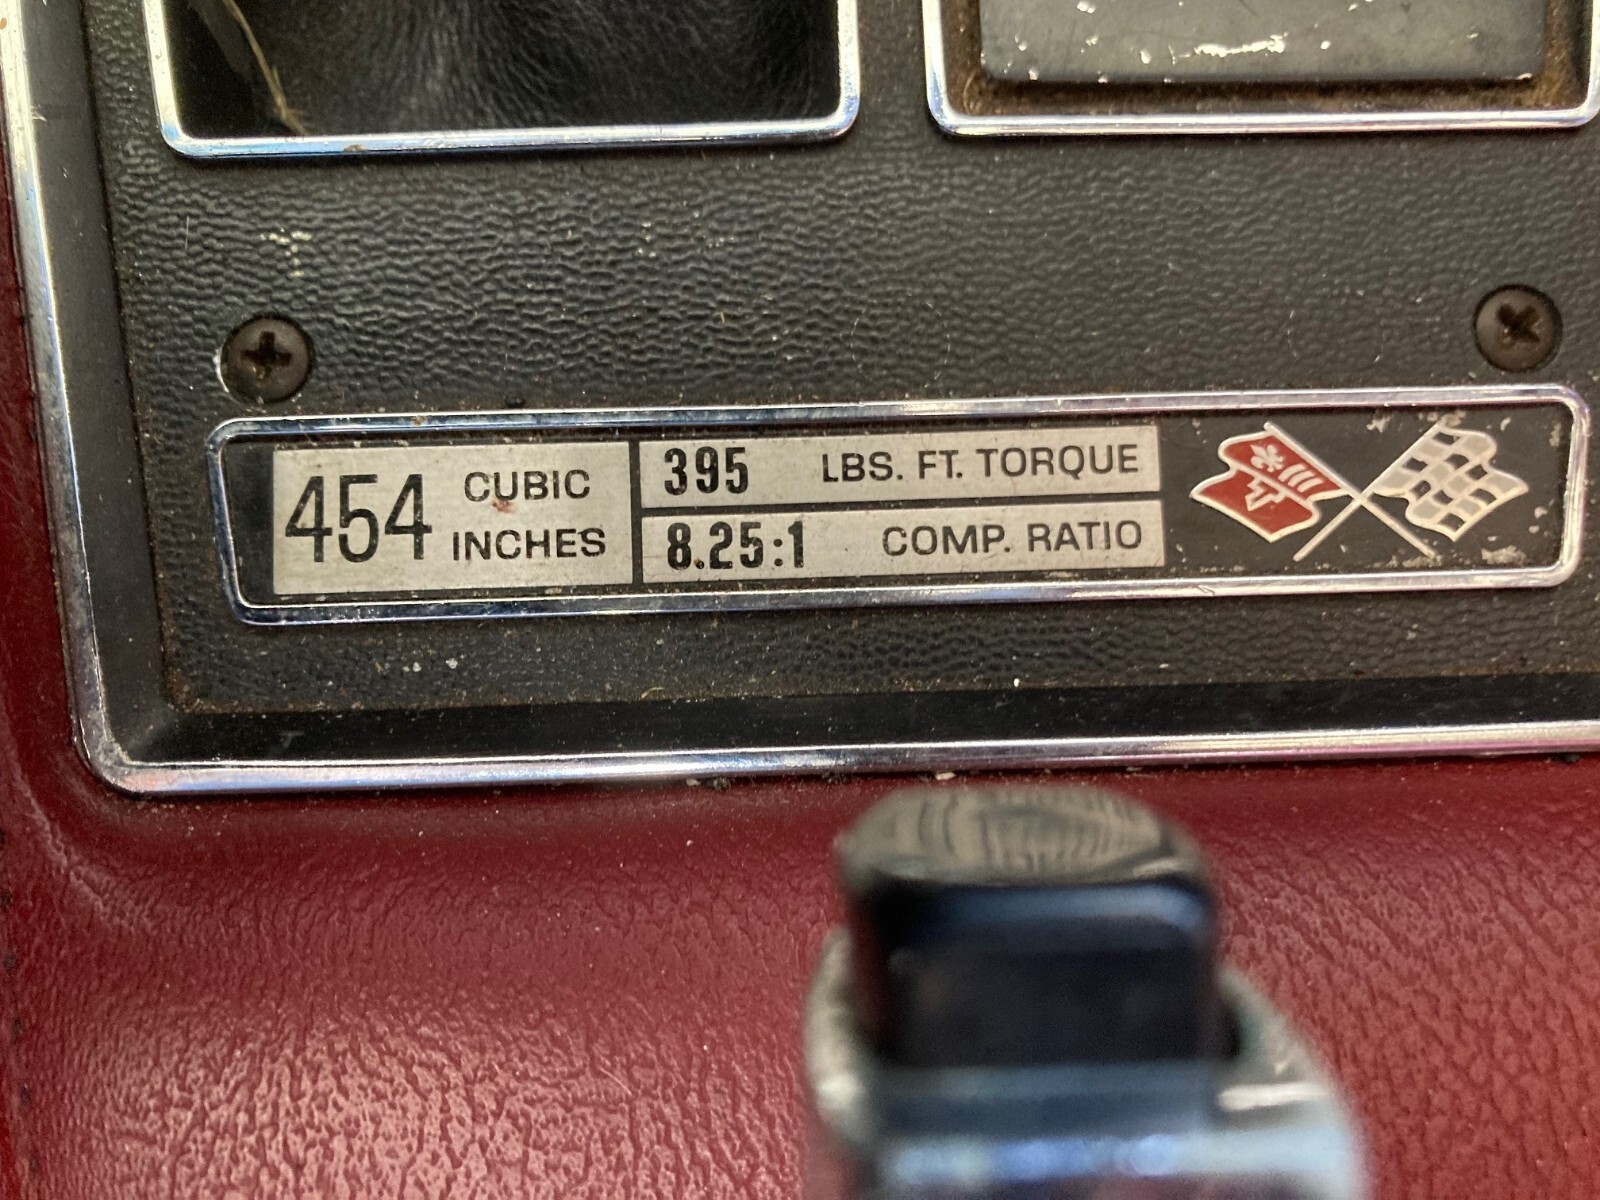 454 CUBIC INCHES
395 LBS. FT. TORQUE
8.25:1 COMP. RATIO